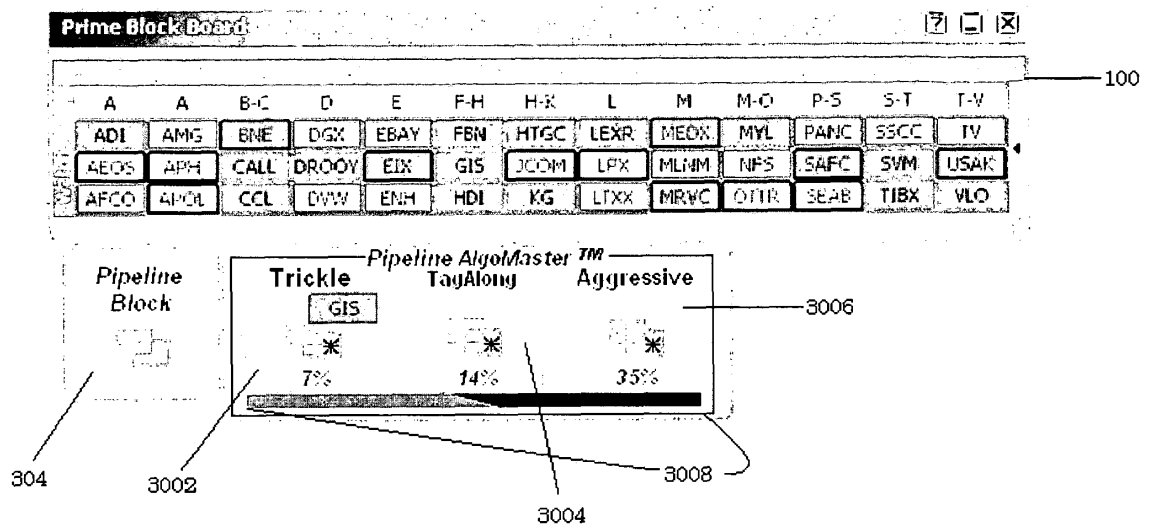 Prime Block Board
?
100
A A B-C D E F-H H-K L M M-O P-S S-T T-V
ADI AMG BNE DGX EBAY FBN HTGC LEXR MEDX MYL PANC SSCC TV
AEOS APH CALL DROOY EIX GIS JCOM LPX MLNM NFS SAFC SVM USAK
AFCO APOL CCL DVW ENH HDI KG LTXX MRVC OTTR SEAB TIBX VLO
Pipeline Block
Pipeline AlgoMaster TM
Trickle TagAlong Aggressive
GIS
3006
7% 14% 35%
304
3002
3008
3004